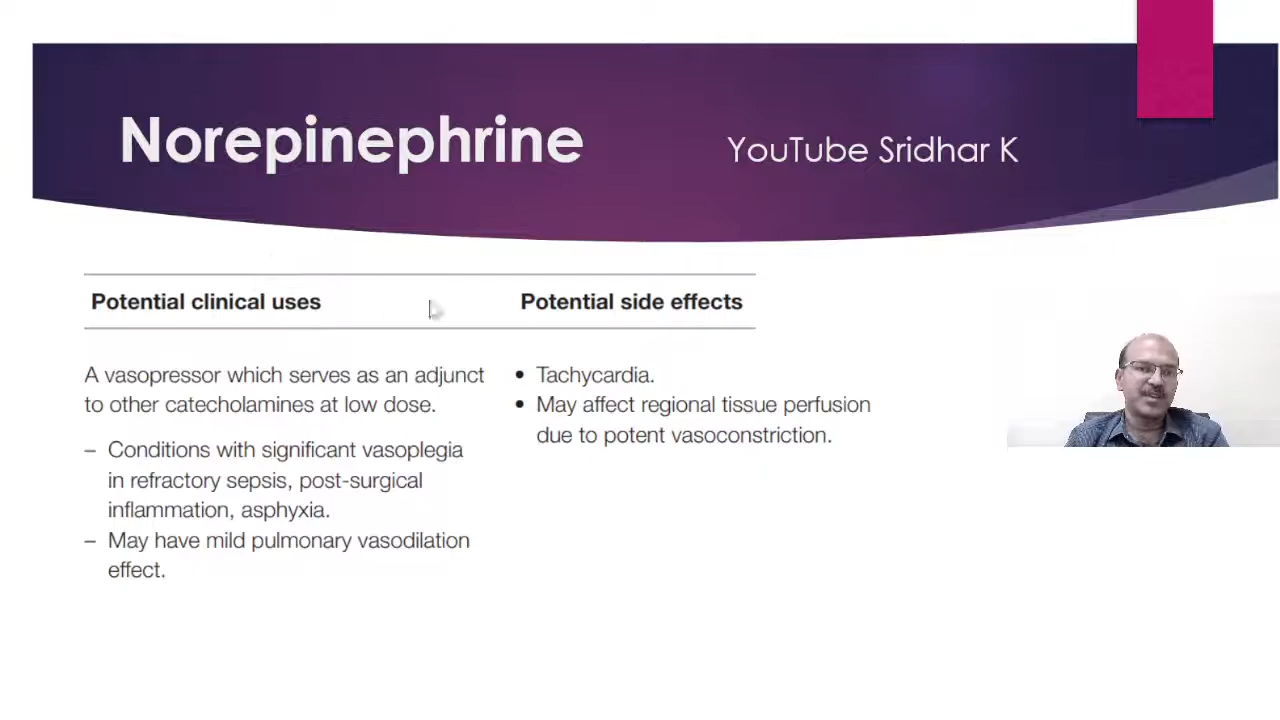 Norepinephrine
YouTube Sridhar K
Potential clinical uses
Potential side effects
A vasopressor which serves as an adjunct
to other catecholamines at low dose.
– Conditions with significant vasoplegia
in refractory sepsis, post-surgical
inflammation, asphyxia.
– May have mild pulmonary vasodilation
effect.
• Tachycardia.
• May affect regional tissue perfusion
due to potent vasoconstriction.